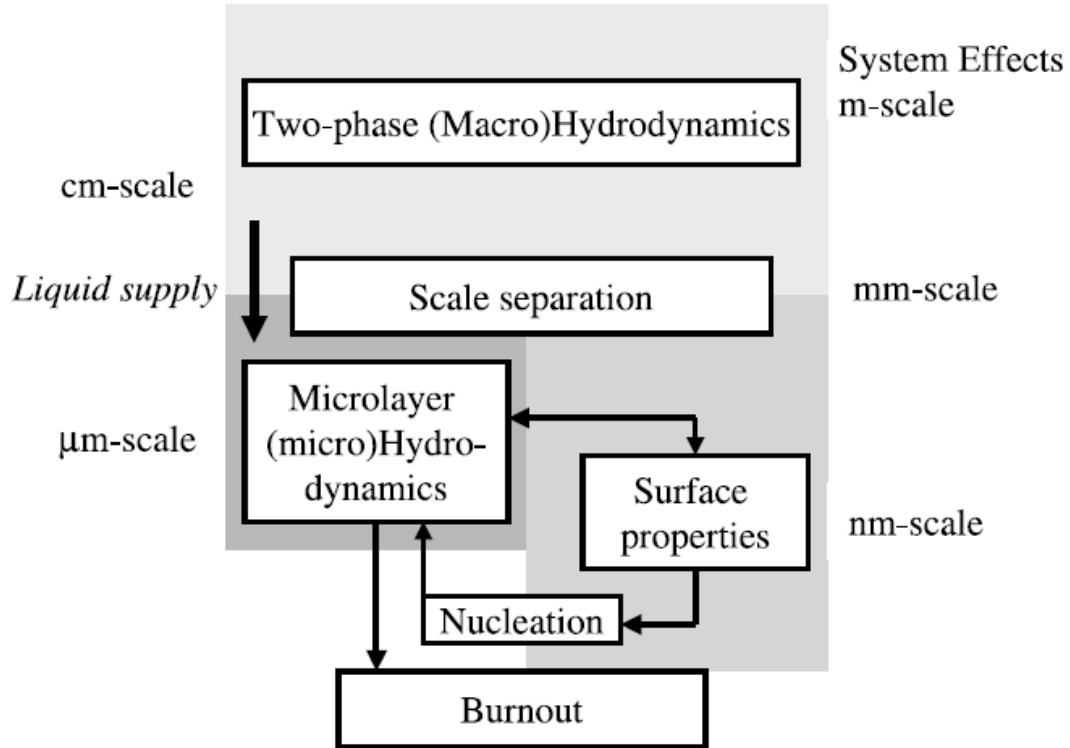 System Effects
m-scale
Two-phase (Macro)Hydrodynamics
cm-scale
Liquid supply
Scale separation
mm-scale
Microlayer
(micro)Hydro-
dynamics
μm-scale
Surface
properties
nm-scale
Nucleation
Burnout